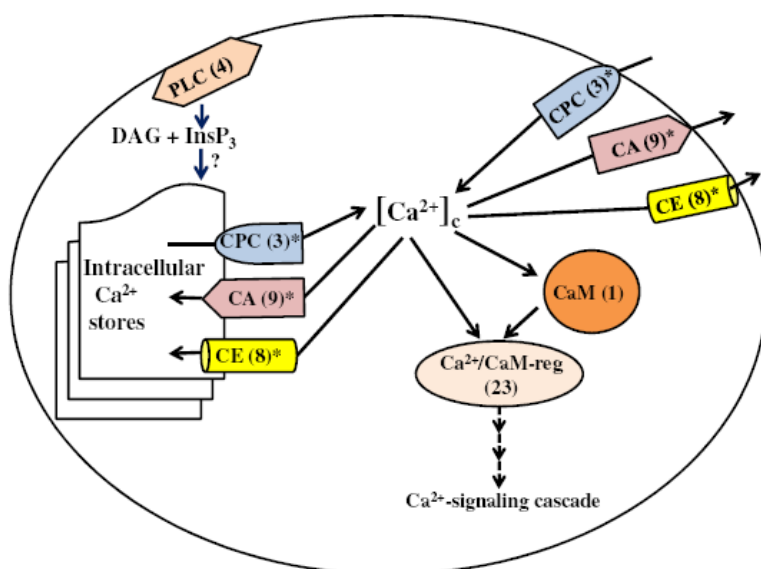 PLC (4)
DAG + InsP₃
?
CPC (3)*
CA (9)*
CE (8)*
[Ca²⁺]c
CPC (3)*
Intracellular
Ca²⁺
stores
CA (9)*
CE (8)*
CaM (1)
Ca²⁺/CaM-reg
(23)
Ca²⁺-signaling cascade